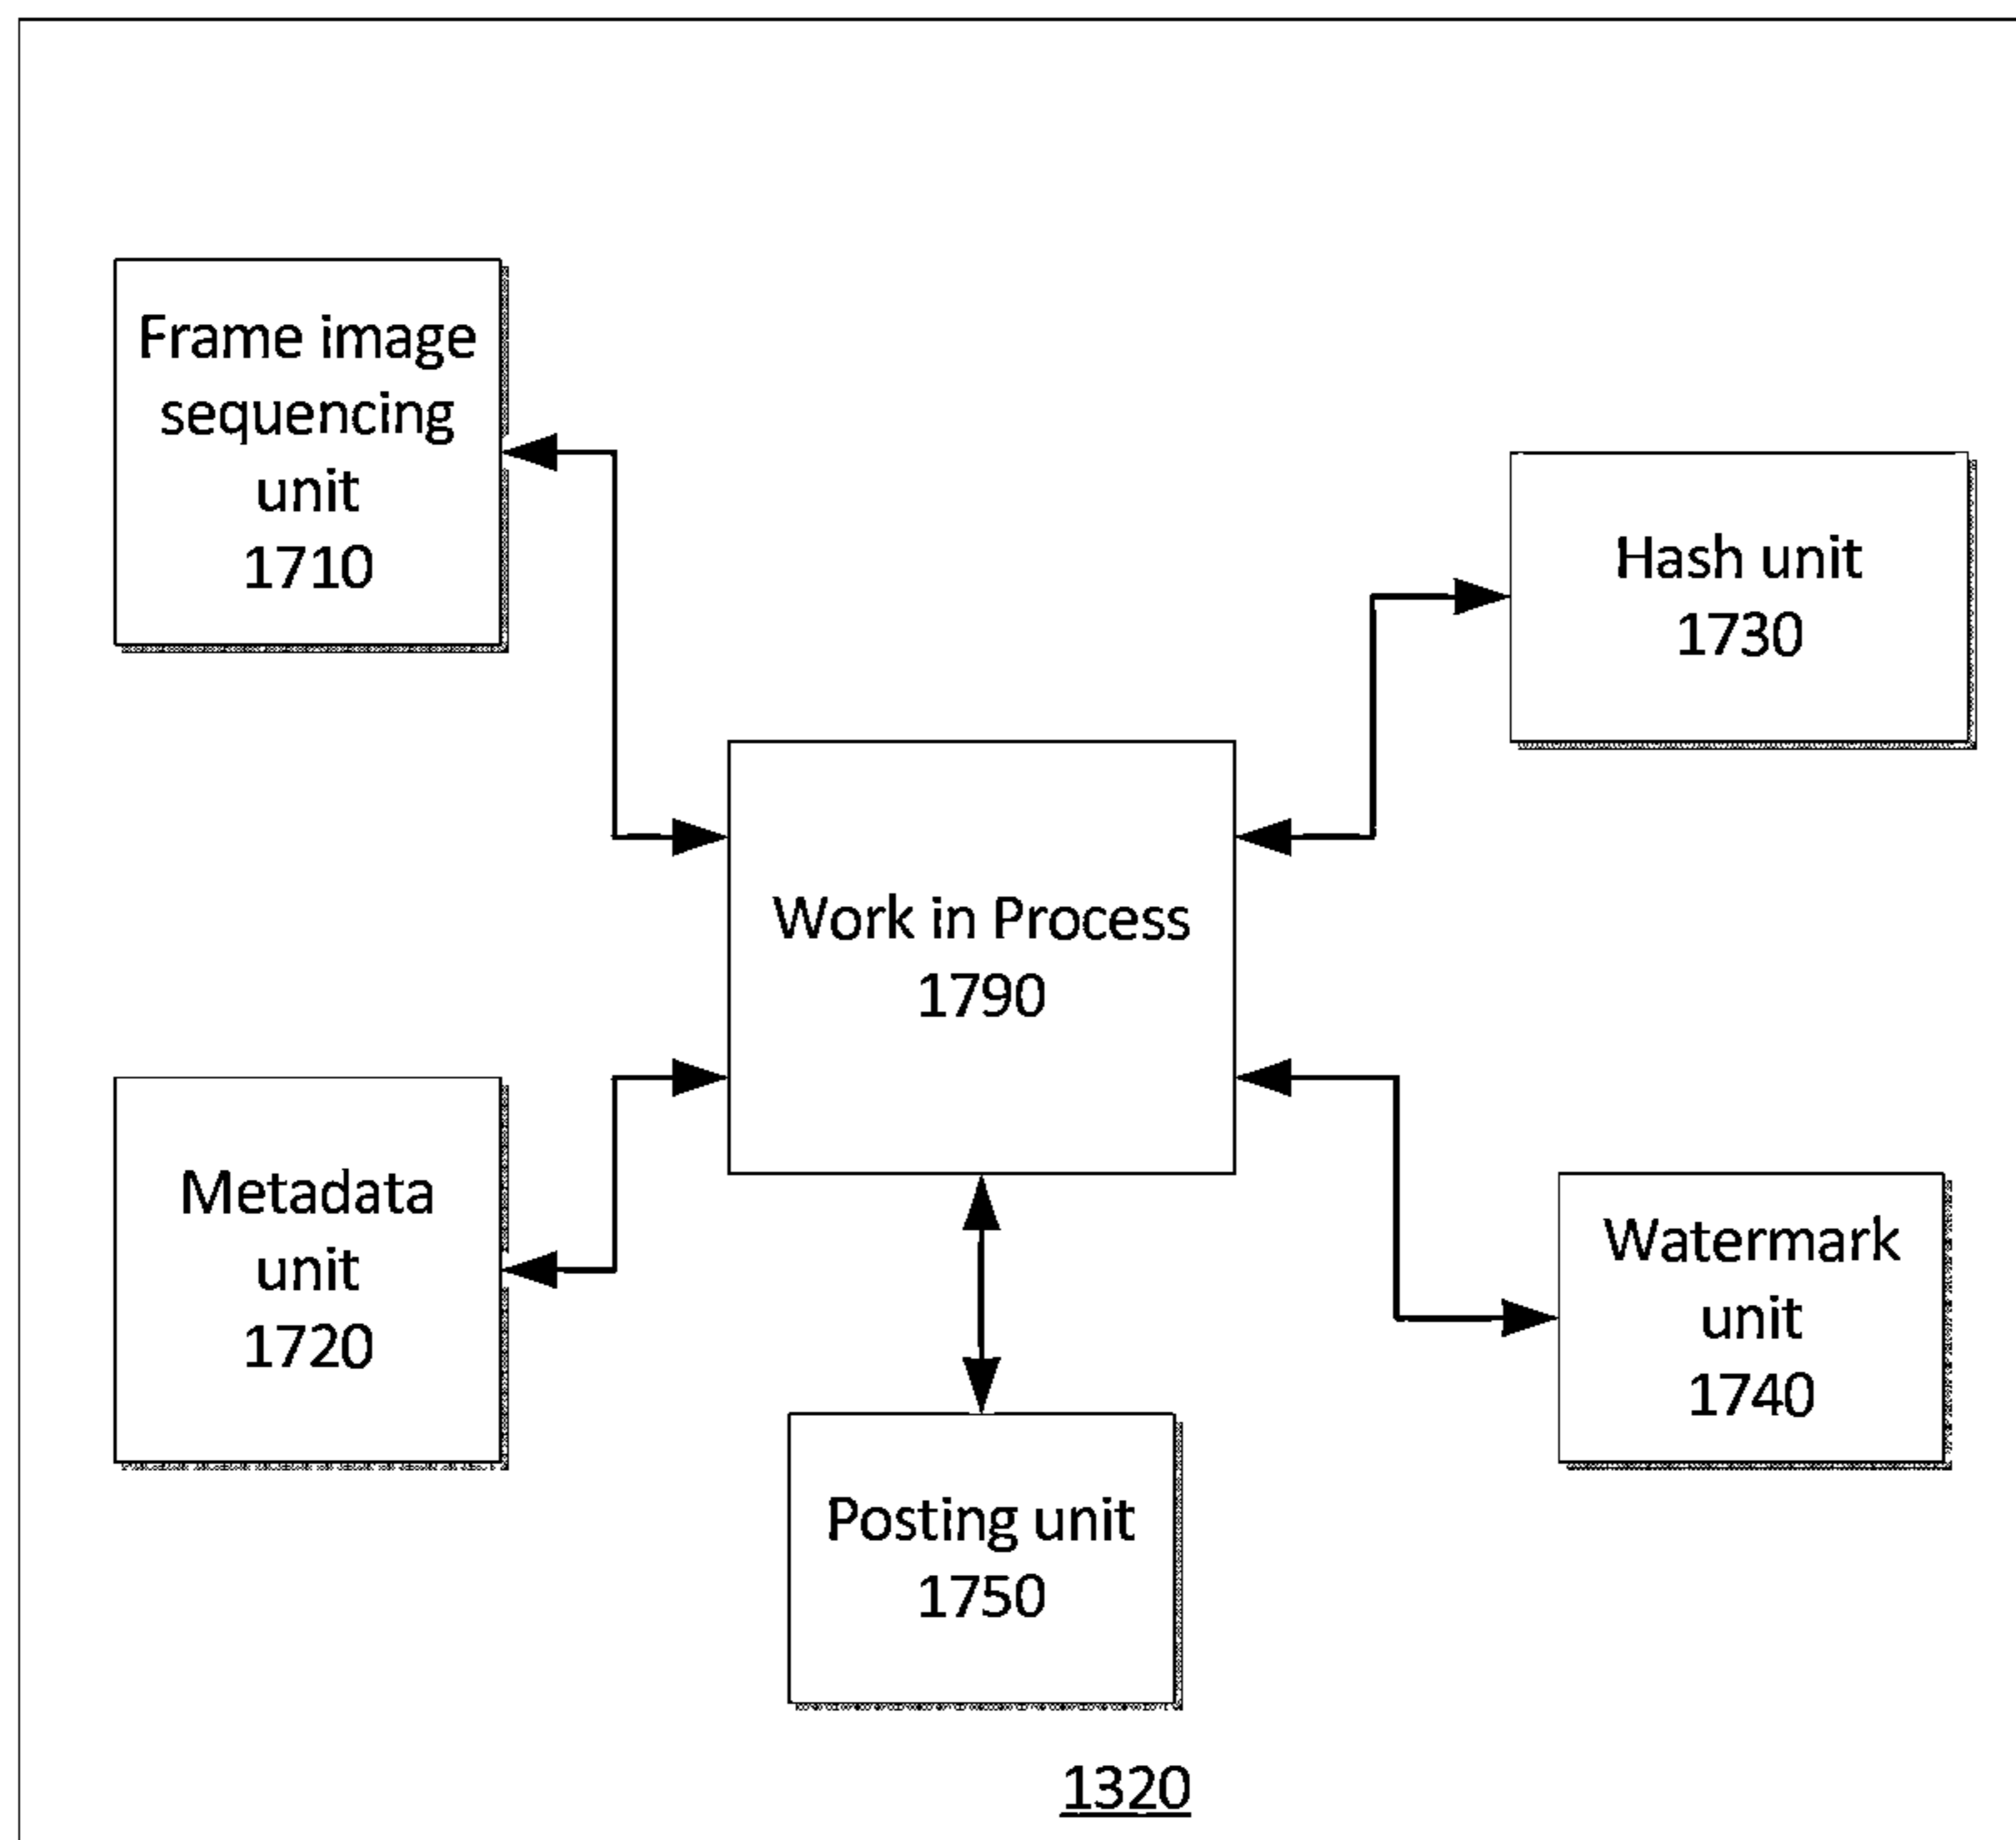 Frame image
sequencing
unit
1710
Hash unit
1730
Work in Process
1790
Metadata
unit
1720
Watermark
unit
1740
Posting unit
1750
1320